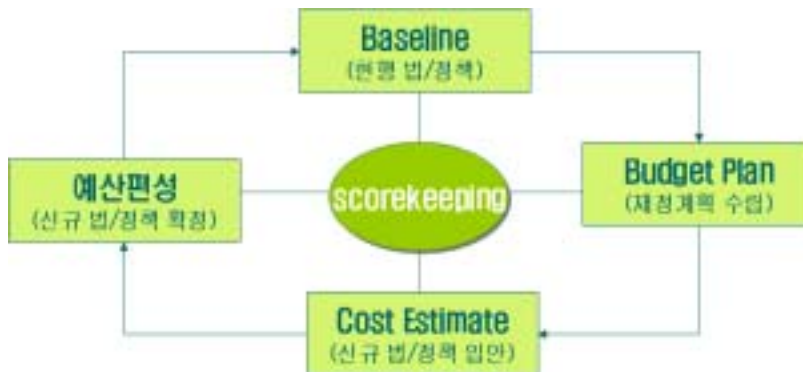 Baseline
(현행 법/정책)
예산편성
(신규 법/정책 확정)
scorekeeping
Budget Plan
(재정계획 수립)
Cost Estimate
(신규 법/정책 입안)